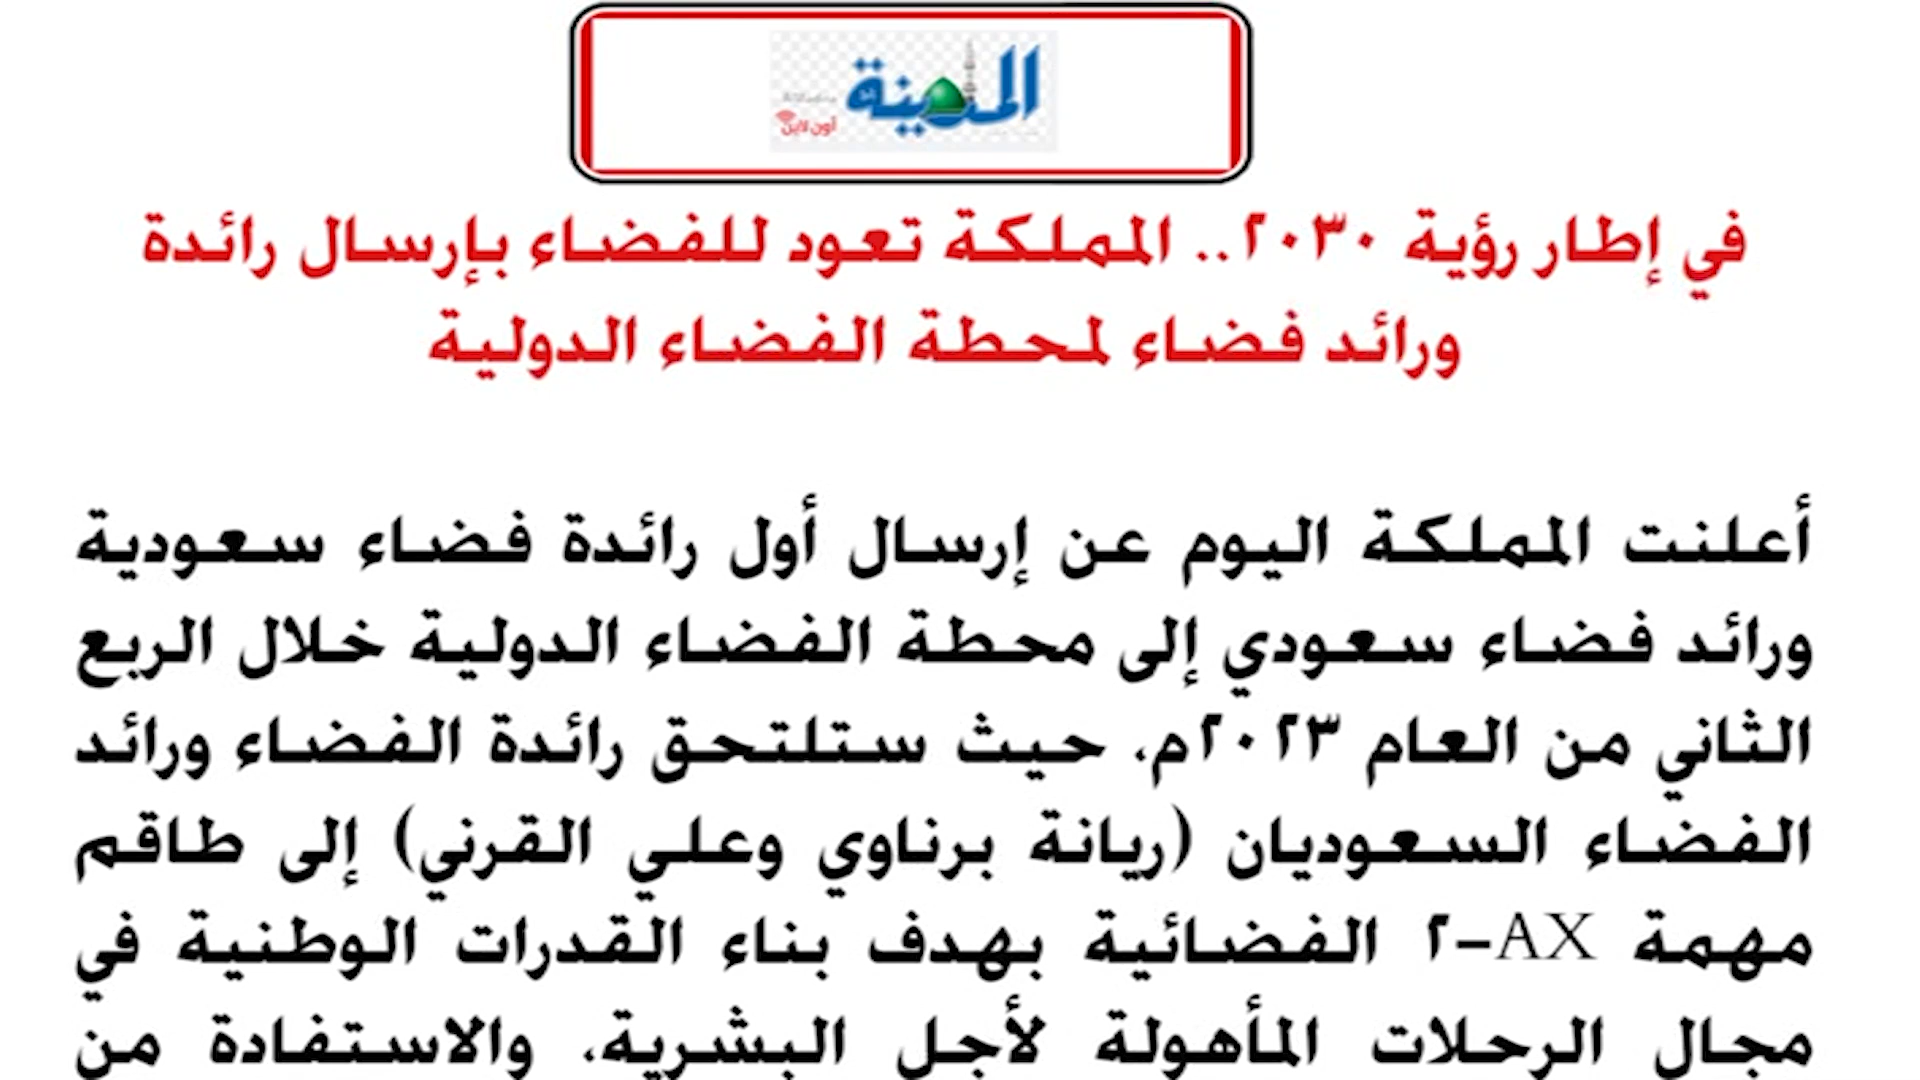 المدينة
أون لاين
في إطار رؤية ٢٠٣٠.. المملكة تعود للفضاء بإرسال رائدة
ورائد فضاء لمحطة الفضاء الدولية
أعلنت المملكة اليوم عن إرسال أول رائدة فضاء سعودية
ورائد فضاء سعودي إلى محطة الفضاء الدولية خلال الربع
الثاني من العام ٢٠٢٣م، حيث ستلتحق رائدة الفضاء ورائد
الفضاء السعوديان (ريانة برناوي وعلي القرني) إلى طاقم
مهمة AX-٢ الفضائية بهدف بناء القدرات الوطنية في
مجال الرحلات المأهولة لأجل البشرية، والاستفادة من